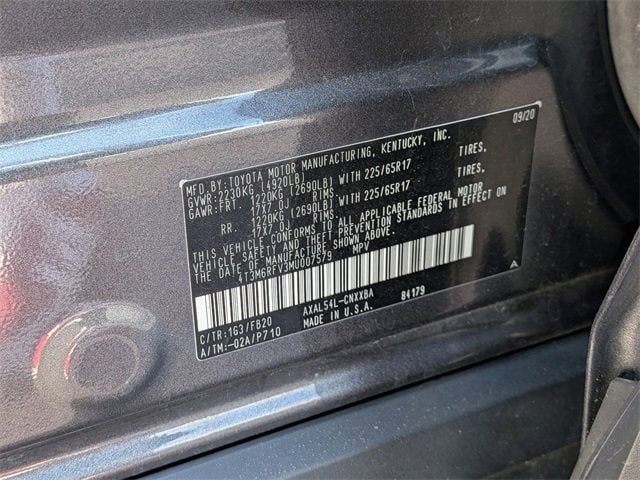 MFD.BY:TOYOTA MOTOR MANUFACTURING, KENTUCKY, INC. 09/20
GVWR:2230KG (4920LB)
GAWR:FRT 1220KG (2690LB) WITH 225/65R17 TIRES,
17X7.0J RIMS,
RR. 1220KG (2690LB) WITH 225/65R17 TIRES,
17X7.0J RIMS,
THIS VEHICLE CONFORMS TO ALL APPLICABLE FEDERAL MOTOR
VEHICLE SAFETY AND THEFT PREVENTION STANDARDS IN EFFECT ON
THE DATE OF MANUFACTURE SHOWN ABOVE.
4T3M6RFV3MU007579 MPV
C/TR:1G3/FB20 AXAL54L-CNXXBA 84179
A/TM:-02A/P710 MADE IN U.S.A. A